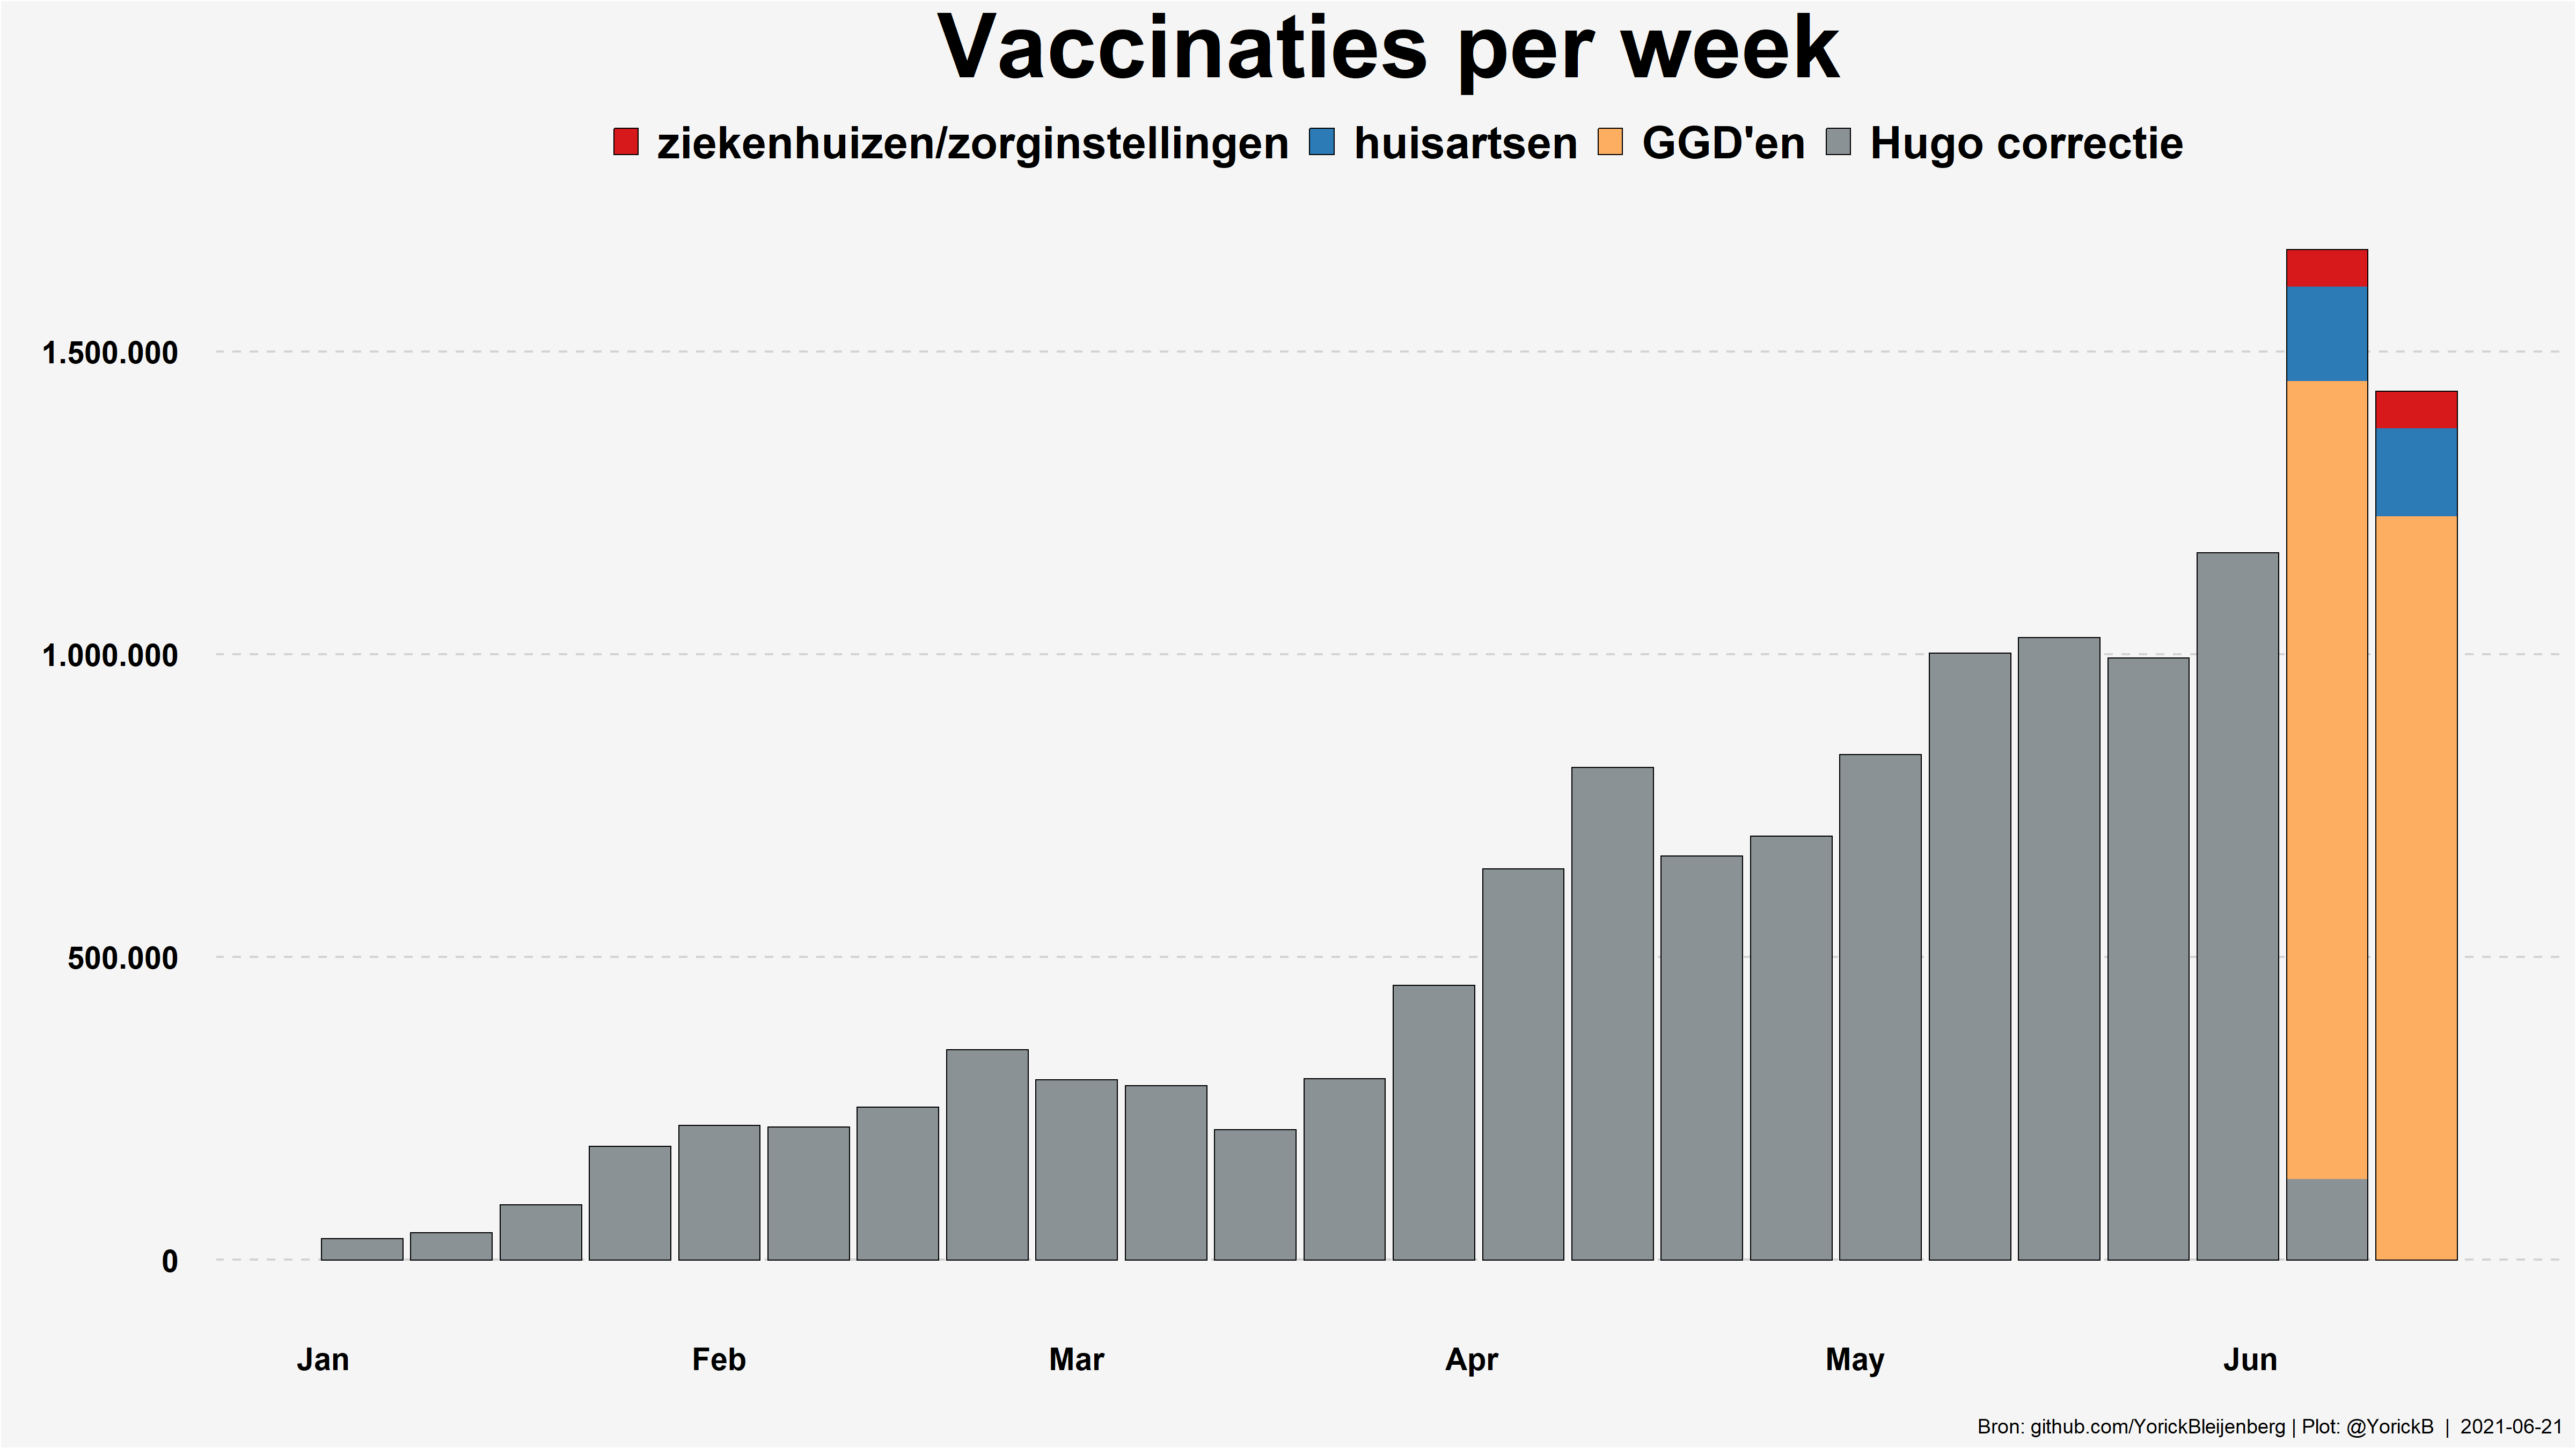 Vaccinaties per week
ziekenhuizen/zorginstellingen huisartsen GGD'en Hugo correctie
1.500.000
1.000.000
500.000
0
Jan Feb Mar Apr May Jun
Bron: github.com/YorickBleijenberg | Plot: @YorickB | 2021-06-21